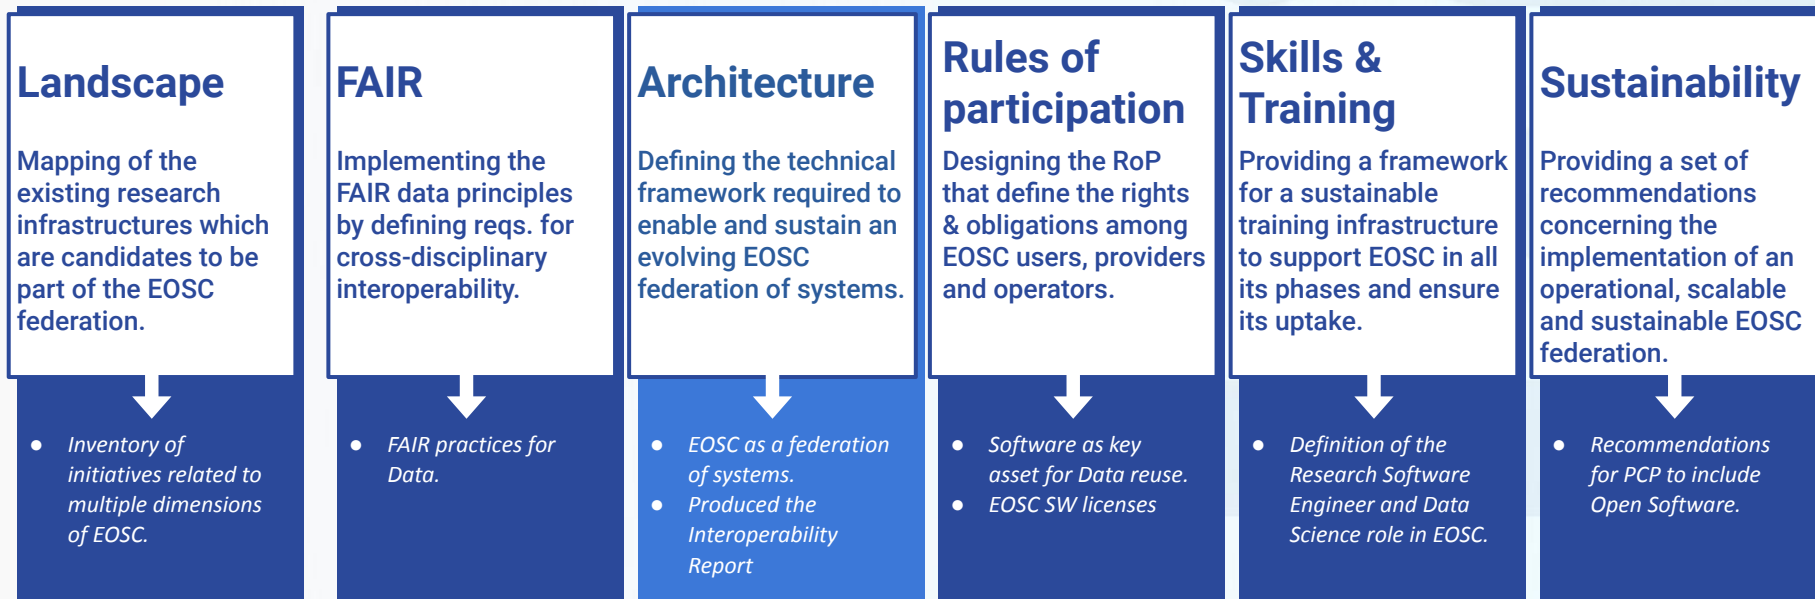 Landscape
Mapping of the
existing research
infrastructures which
are candidates to be
part of the EOSC
federation.
● Inventory of
initiatives related to
multiple dimensions
of EOSC.
FAIR
Implementing the
FAIR data principles
by defining reqs. for
cross-disciplinary
interoperability.
● FAIR practices for
Data.
Architecture
Defining the technical
framework required to
enable and sustain an
evolving EOSC
federation of systems.
● EOSC as a federation
of systems.
● Produced the
Interoperability
Report
Rules of
participation
Designing the RoP
that define the rights
& obligations among
EOSC users, providers
and operators.
● Software as key
asset for Data reuse.
● EOSC SW licenses
Skills &
Training
Providing a framework
for a sustainable
training infrastructure
to support EOSC in all
its phases and ensure
its uptake.
● Definition of the
Research Software
Engineer and Data
Science role in EOSC.
Sustainability
Providing a set of
recommendations
concerning the
implementation of an
operational, scalable
and sustainable EOSC
federation.
● Recommendations
for PCP to include
Open Software.